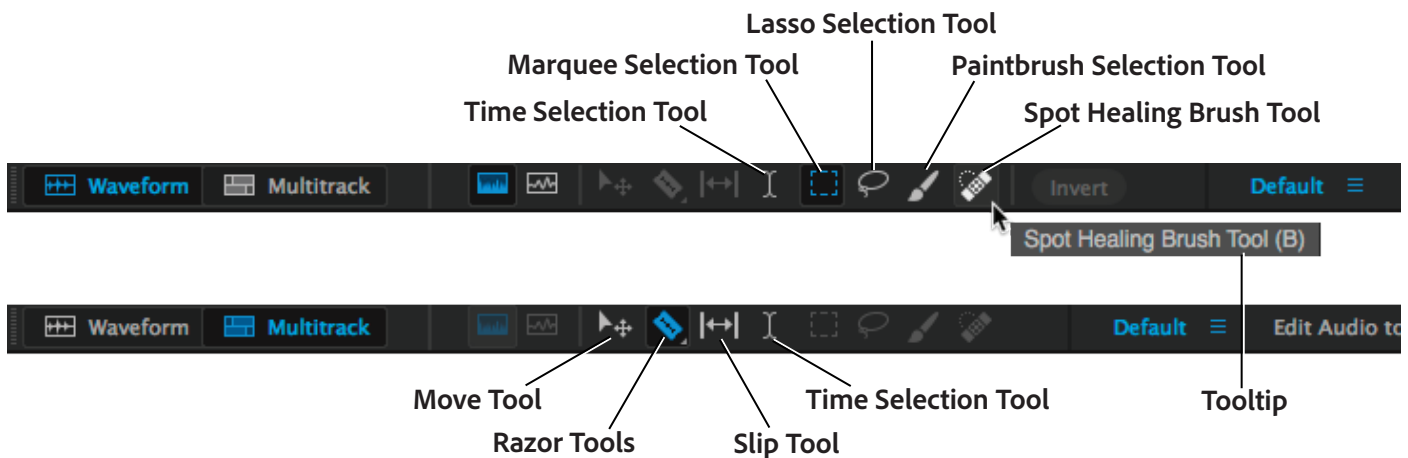 Lasso Selection Tool
Marquee Selection Tool
Paintbrush Selection Tool
Time Selection Tool
Spot Healing Brush Tool
Waveform
Multitrack
Invert
Default
Spot Healing Brush Tool (B)
Waveform
Multitrack
Default
Edit Audio to
Move Tool
Time Selection Tool
Tooltip
Razor Tools
Slip Tool